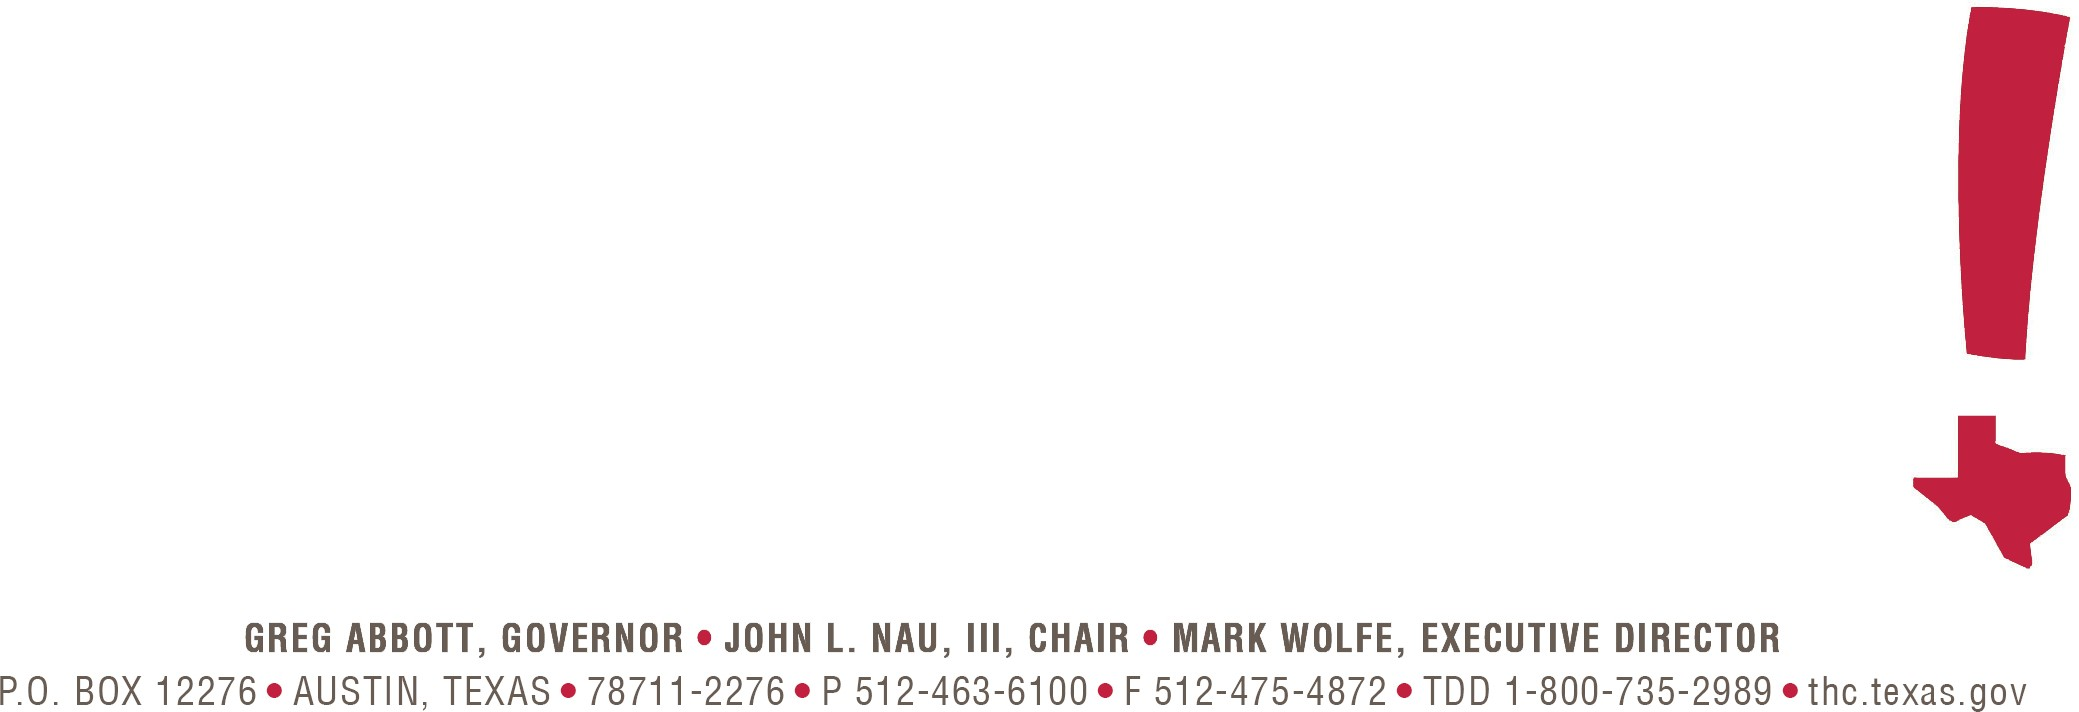 GREG ABBOTT, GOVERNOR • JOHN L. NAU, III, CHAIR • MARK WOLFE, EXECUTIVE DIRECTOR
P.O. BOX 12276 • AUSTIN, TEXAS • 78711-2276 • P 512-463-6100 • F 512-475-4872 • TDD 1-800-735-2989 • thc.texas.gov